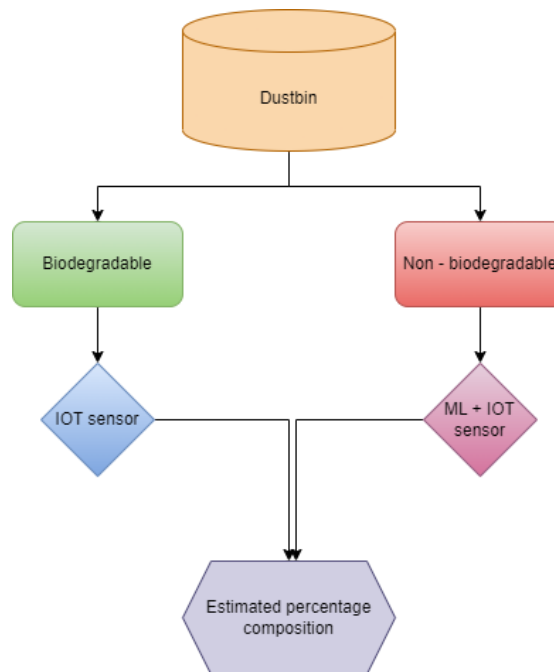 Dustbin
Biodegradable
Non - biodegradable
IOT sensor
ML + IOT
sensor
Estimated percentage
composition